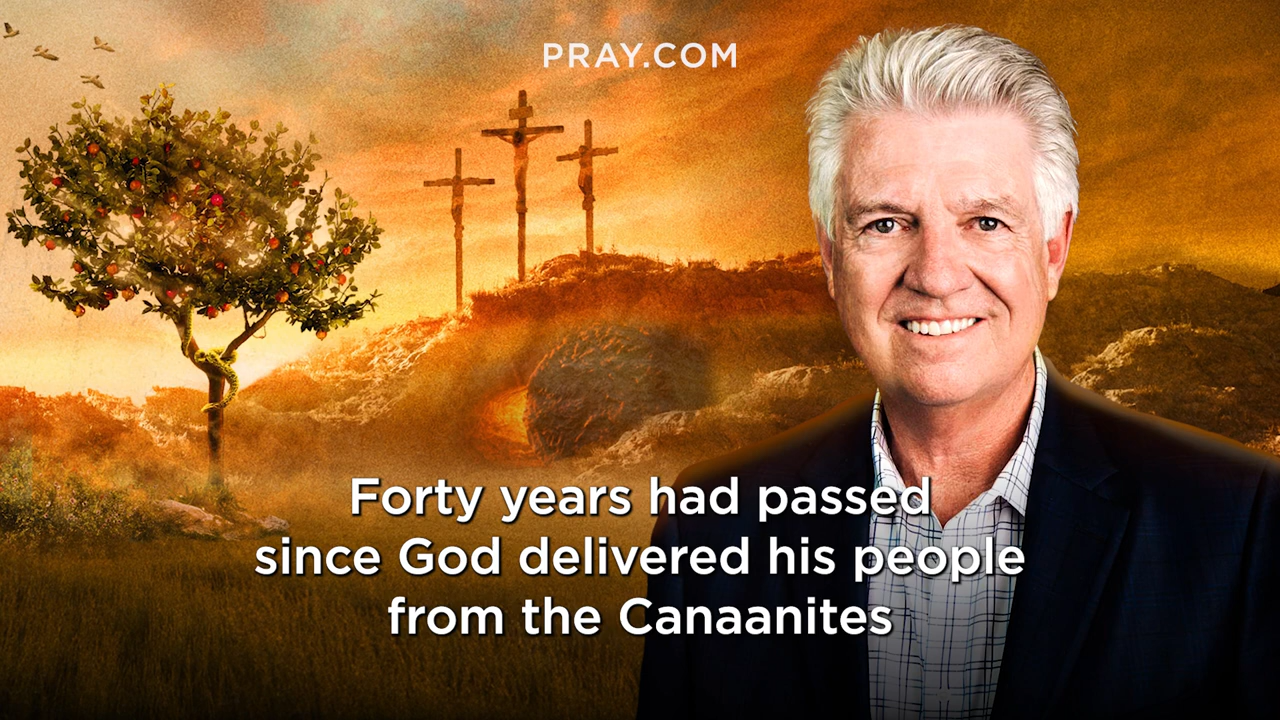 PRAY.COM
Forty years had passed
since God delivered his people
from the Canaanites